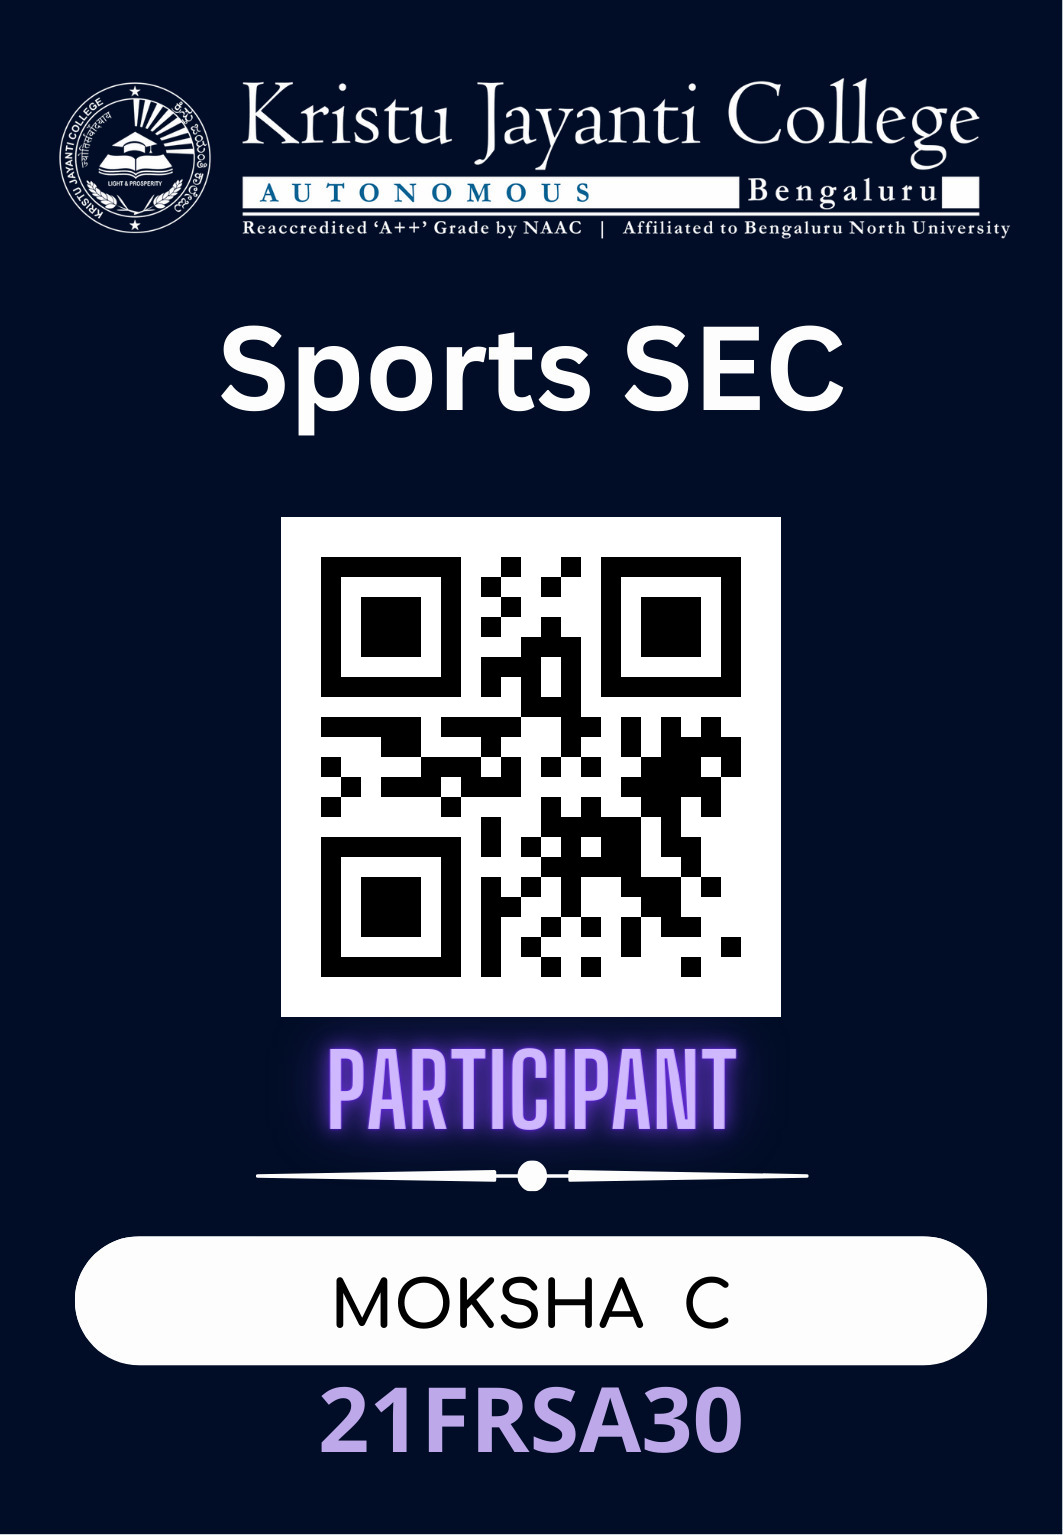 KRISTU JAYANTI COLLEGE
LIGHT & PROSPERITY
Kristu Jayanti College
AUTONOMOUS Bengaluru
Reaccredited ‘A++’ Grade by NAAC | Affiliated to Bengaluru North University
Sports SEC
PARTICIPANT
MOKSHA C
21FRSA30